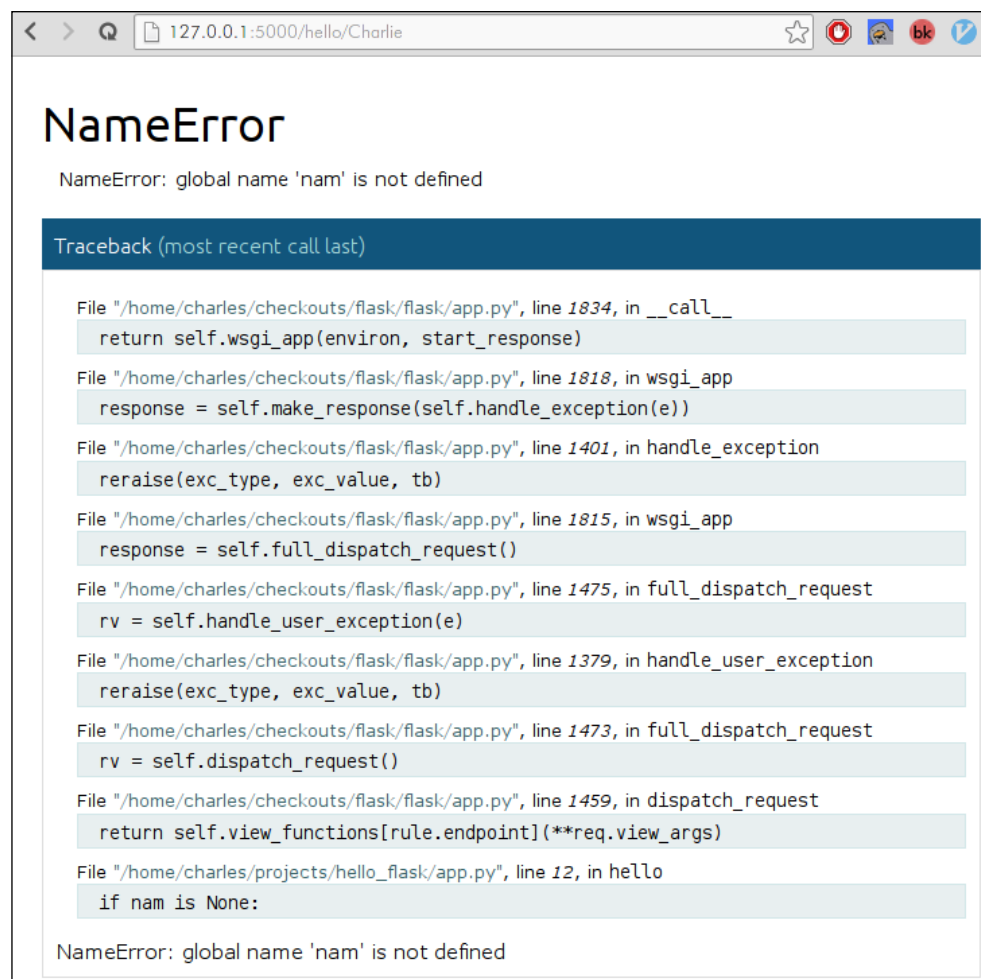 127.0.0.1:5000/hello/Charlie
bk
NameError
NameError: global name 'nam' is not defined
Traceback (most recent call last)
File "/home/charles/checkouts/flask/flask/app.py", line 1834, in __call__
return self.wsgi_app(environ, start_response)
File "/home/charles/checkouts/flask/flask/app.py", line 1818, in wsgi_app
response = self.make_response(self.handle_exception(e))
File "/home/charles/checkouts/flask/flask/app.py", line 1401, in handle_exception
reraise(exc_type, exc_value, tb)
File "/home/charles/checkouts/flask/flask/app.py", line 1815, in wsgi_app
response = self.full_dispatch_request()
File "/home/charles/checkouts/flask/flask/app.py", line 1475, in full_dispatch_request
rv = self.handle_user_exception(e)
File "/home/charles/checkouts/flask/flask/app.py", line 1379, in handle_user_exception
reraise(exc_type, exc_value, tb)
File "/home/charles/checkouts/flask/flask/app.py", line 1473, in full_dispatch_request
rv = self.dispatch_request()
File "/home/charles/checkouts/flask/flask/app.py", line 1459, in dispatch_request
return self.view_functions[rule.endpoint](**req.view_args)
File "/home/charles/projects/hello_flask/app.py", line 12, in hello
if nam is None:
NameError: global name 'nam' is not defined